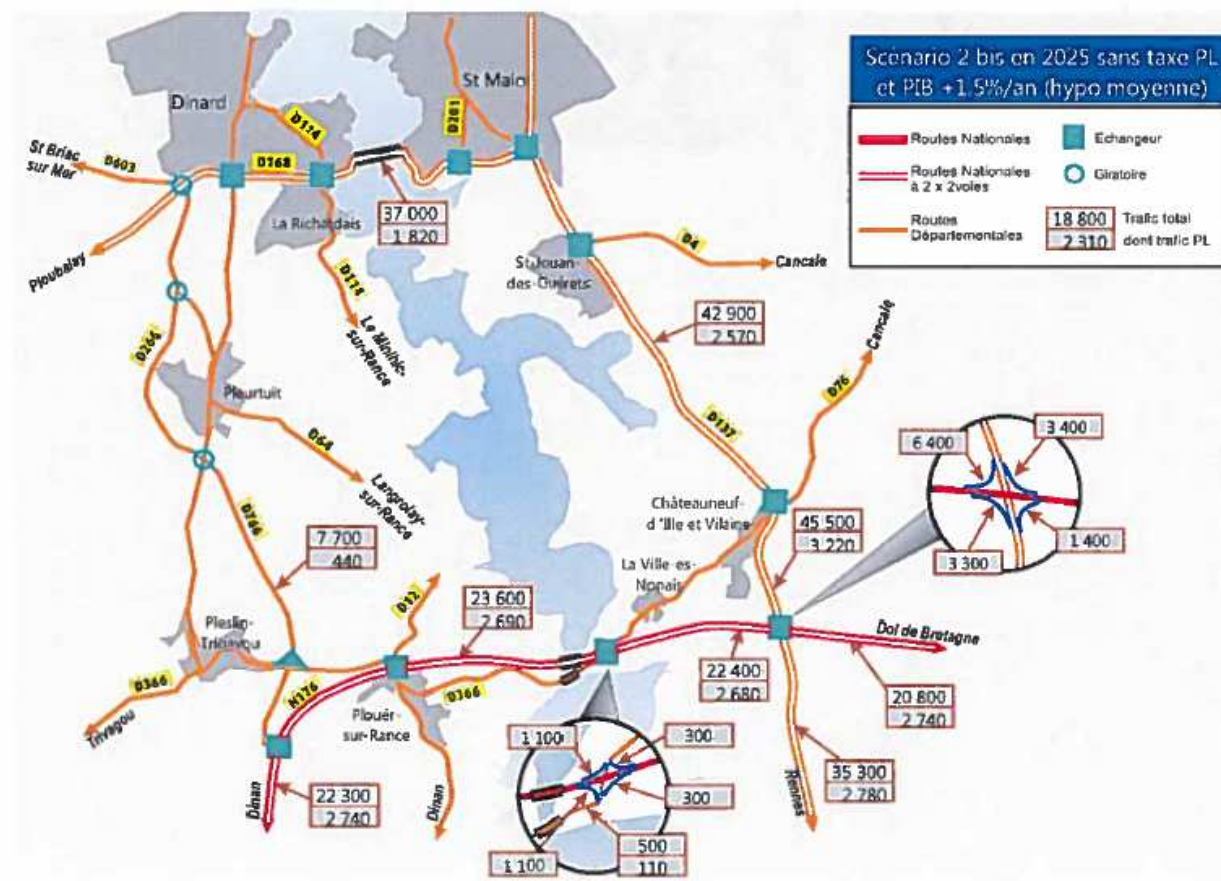 Scénario 2 bis en 2025 sans taxe PL
et PIB +1.5%/an (hypo moyenne)
Routes Nationales
Echangeur
Routes Nationales
à 2 x 2voies
Giratoire
Routes
Départementales
18 800
2 310
Trafic total
dont trafic PL
Dinard
St Malo
D114
D201
St Briac
sur Mer
D603
D168
La Richardais
37 000
1 820
Ploubalay
D114
Le Minihic-
sur-Rance
St Jouan-
des-Guérets
D4
Cancale
42 900
2 570
D266
Pleurtuit
D64
Langrolay-
sur-Rance
D137
D76
Cancale
6 400
3 400
3 300
1 400
Châteauneuf-
d'Ille et Vilaine
45 500
3 220
La Ville-es-
Nonais
D766
7 700
440
D12
23 600
2 690
Pleslin-
Trigavou
D366
Trivagou
N176
Plouër-
sur-Rance
D366
Dol de Bretagne
22 400
2 680
20 800
2 740
Dinan
22 300
2 740
Dinan
1 100
300
300
500
110
1 100
35 300
2 780
Rennes